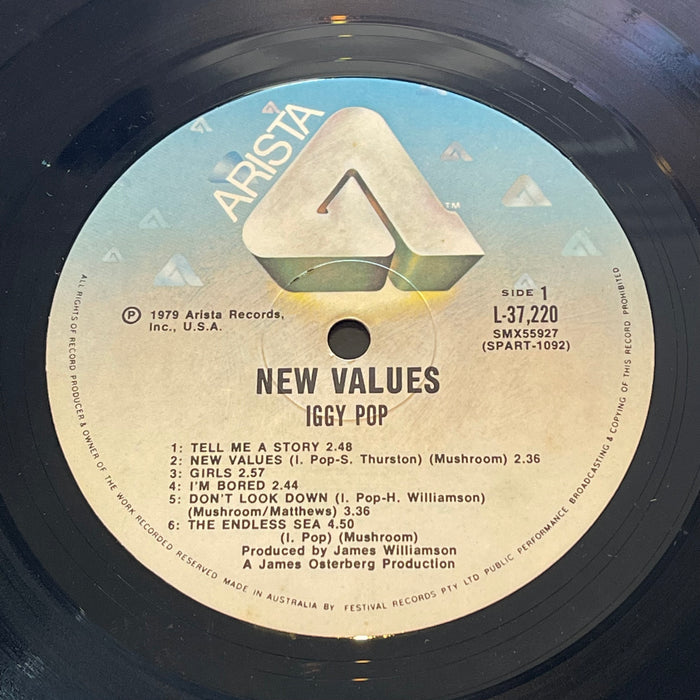 ARISTA
TM
SIDE 1
L-37,220
SMX55927
(SPART-1092)
Ⓟ 1979 Arista Records,
Inc., U.S.A.
NEW VALUES
IGGY POP
1: TELL ME A STORY 2.48
2: NEW VALUES (I. Pop-S. Thurston) (Mushroom) 2.36
3: GIRLS 2.57
4: I'M BORED 2.44
5: DON'T LOOK DOWN (I. Pop-H. Williamson)
(Mushroom/Matthews) 3.36
6: THE ENDLESS SEA 4.50
(I. Pop) (Mushroom)
Produced by James Williamson
A James Osterberg Production
ALL RIGHTS OF RECORD PRODUCER & OWNER OF THE WORK RECORDED RESERVED MADE IN AUSTRALIA BY FESTIVAL RECORDS PTY LTD PUBLIC PERFORMANCE BROADCASTING & COPYING OF THIS RECORD PROHIBITED